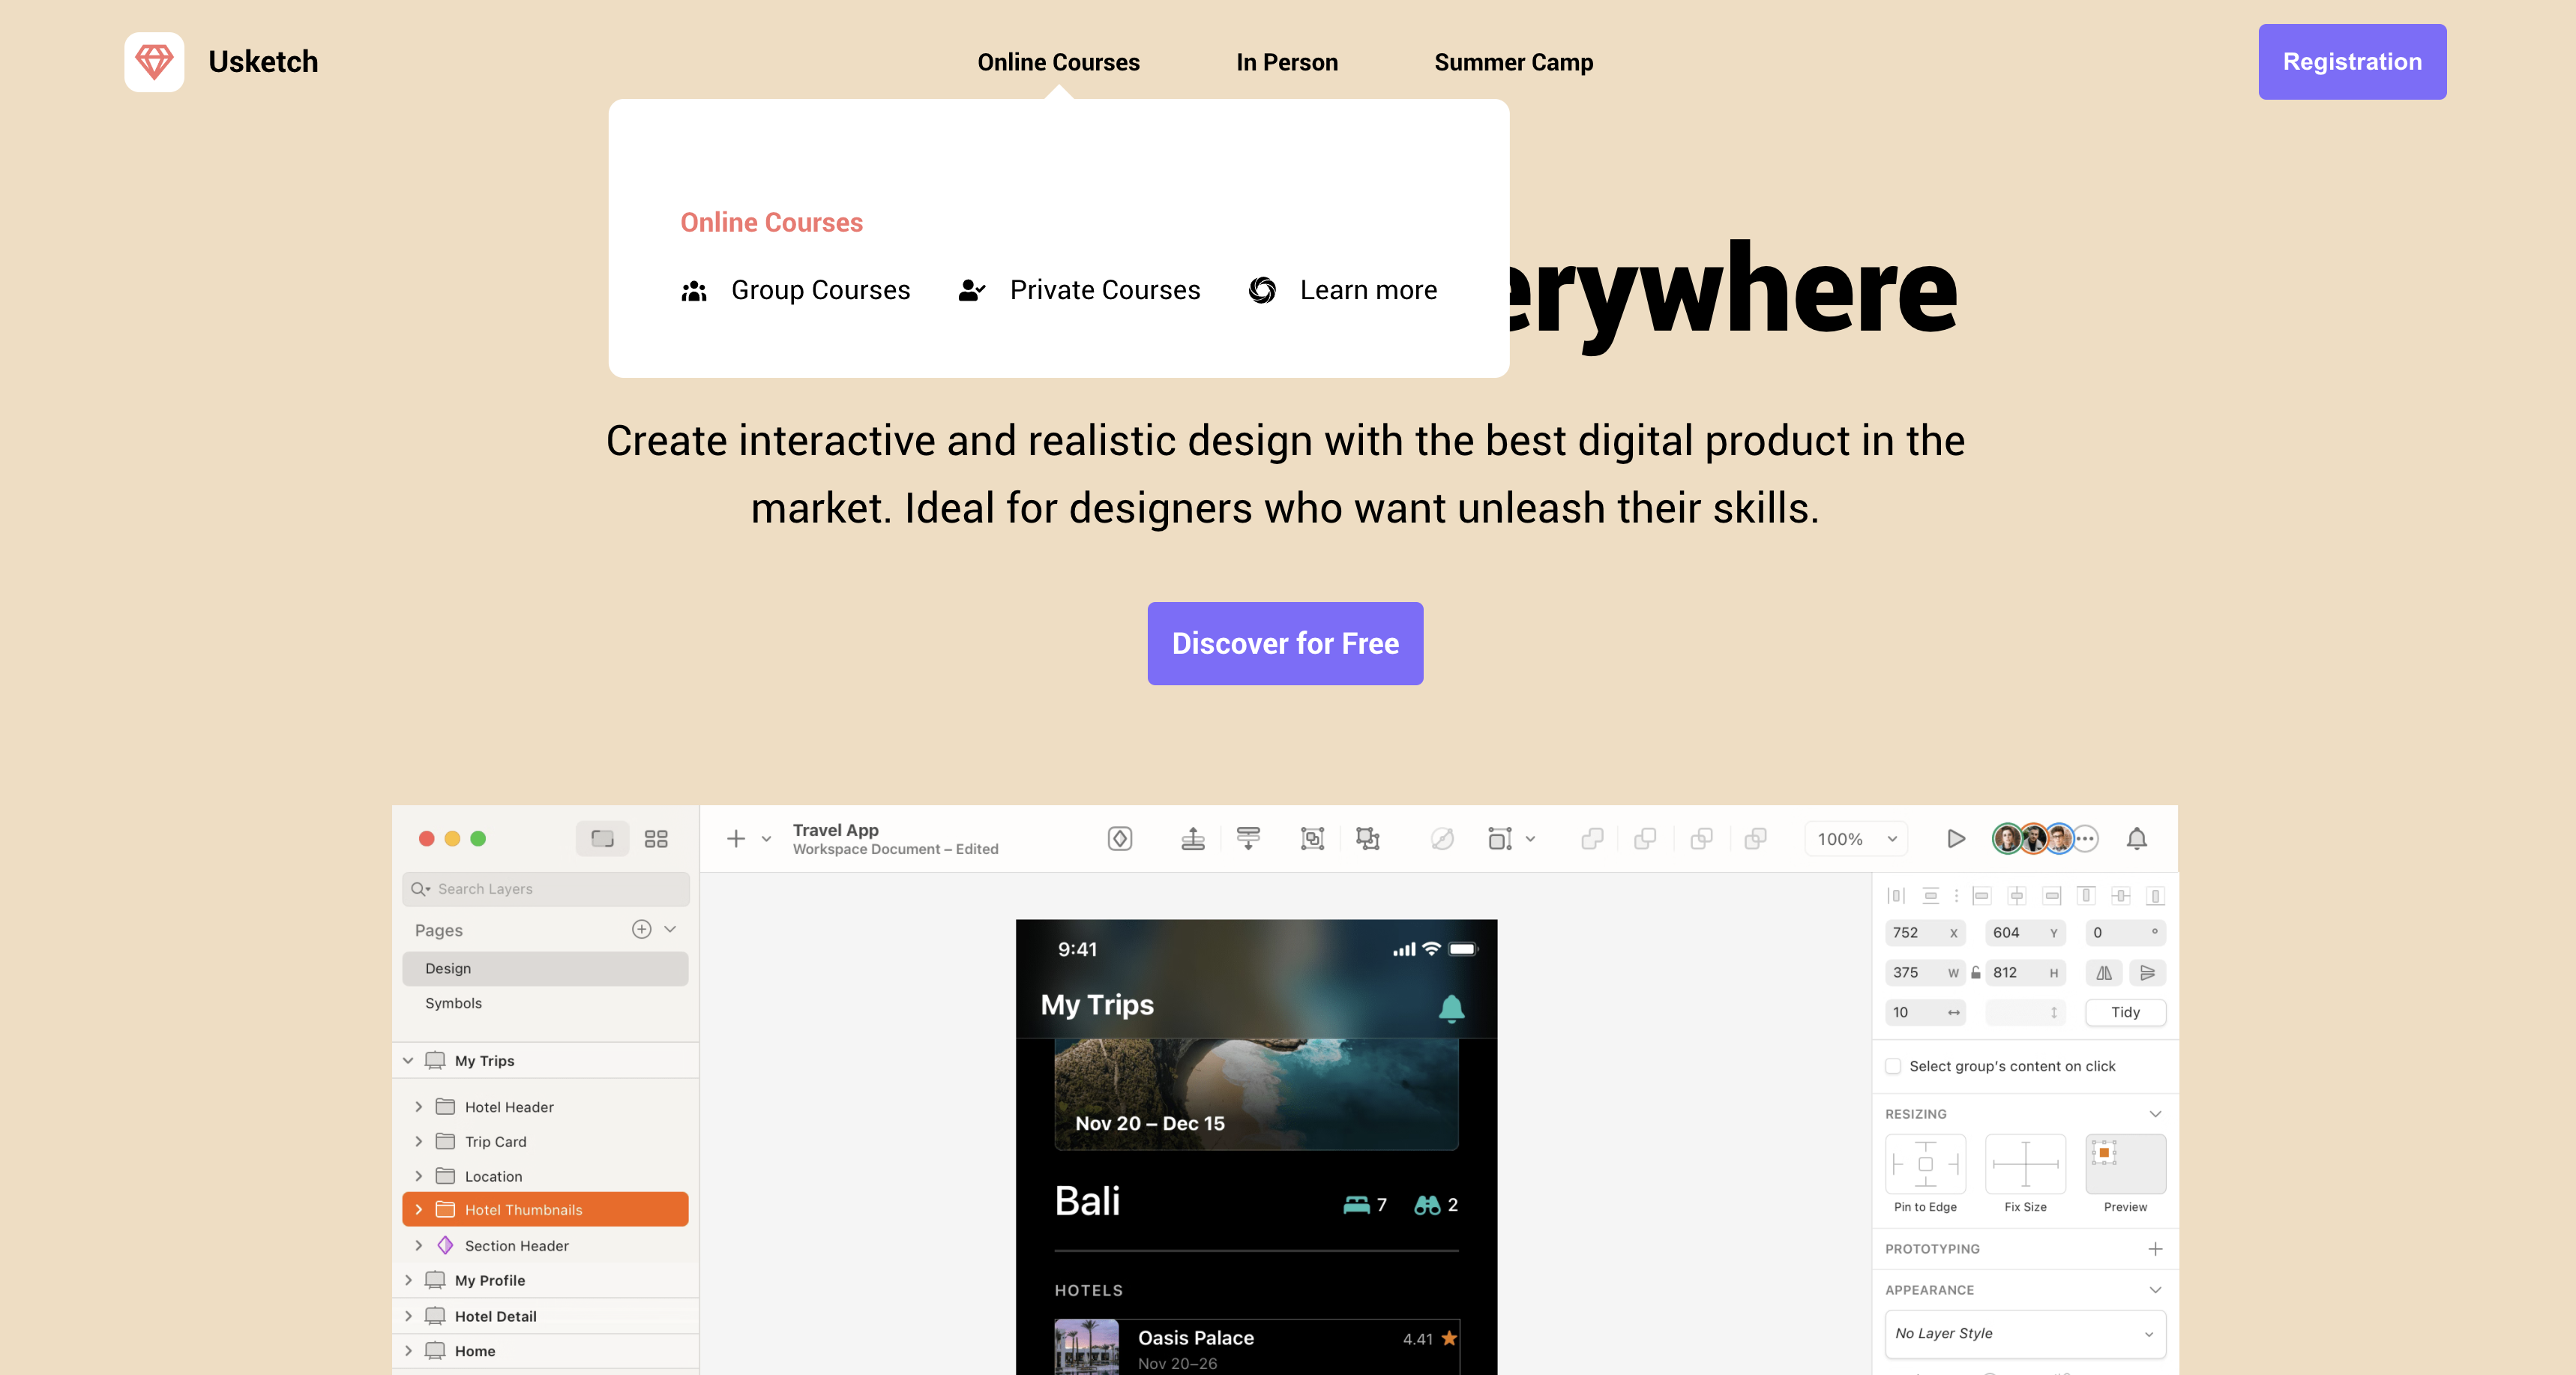 Usketch
Online Courses
In Person
Summer Camp
Registration
Online Courses
Group Courses
Private Courses
Learn more
erywhere
Create interactive and realistic design with the best digital product in the
market. Ideal for designers who want unleash their skills.
Discover for Free
Travel App
Workspace Document – Edited
100%
Search Layers
Pages
Design
Symbols
My Trips
Hotel Header
Trip Card
Location
Hotel Thumbnails
Section Header
My Profile
Hotel Detail
Home
9:41
My Trips
Nov 20 – Dec 15
Bali
7
2
HOTELS
Oasis Palace
4.41
Nov 20–26
752 X
604 Y
0 °
375 W
812 H
10
Tidy
Select group's content on click
RESIZING
Pin to Edge
Fix Size
Preview
PROTOTYPING
APPEARANCE
No Layer Style